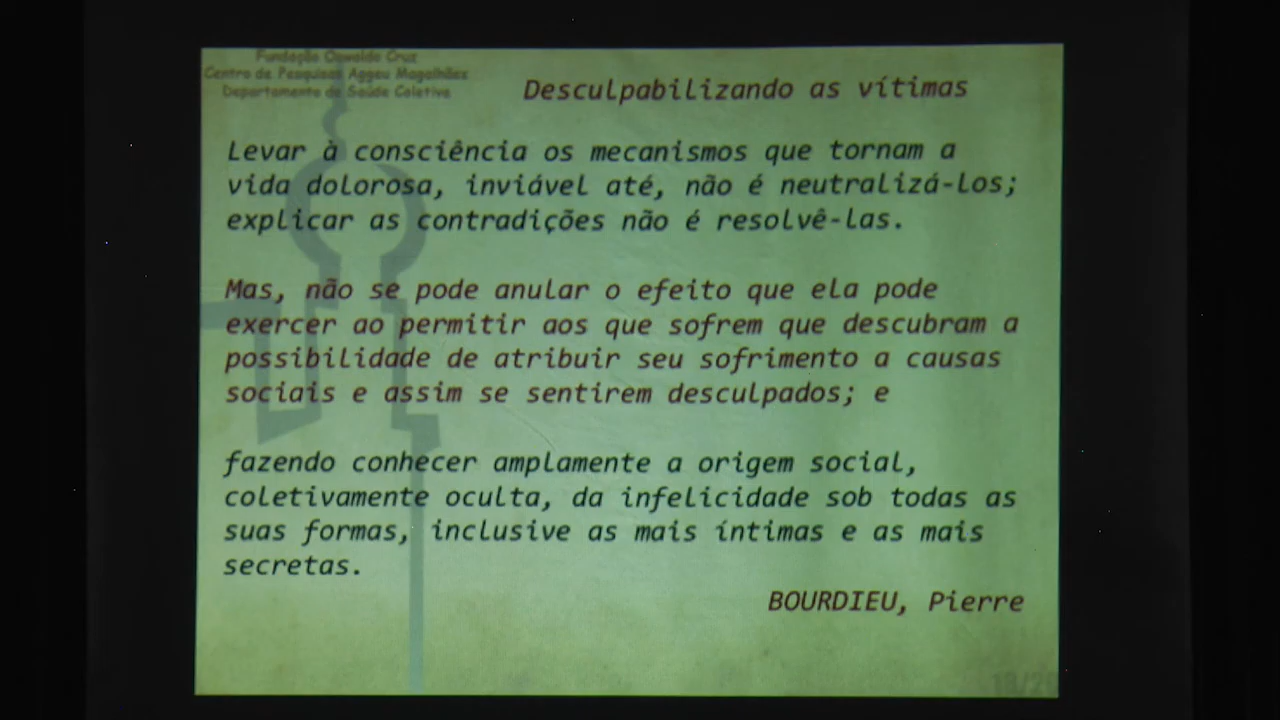 Fundação Oswaldo Cruz
Centro de Pesquisas Aggeu Magalhães
Departamento de Saúde Coletiva
Desculpabilizando as vítimas
Levar à consciência os mecanismos que tornam a
vida dolorosa, inviável até, não é neutralizá-los;
explicar as contradições não é resolvê-las.
Mas, não se pode anular o efeito que ela pode
exercer ao permitir aos que sofrem que descubram a
possibilidade de atribuir seu sofrimento a causas
sociais e assim se sentirem desculpados; e
fazendo conhecer amplamente a origem social,
coletivamente oculta, da infelicidade sob todas as
suas formas, inclusive as mais íntimas e as mais
secretas.
BOURDIEU, Pierre